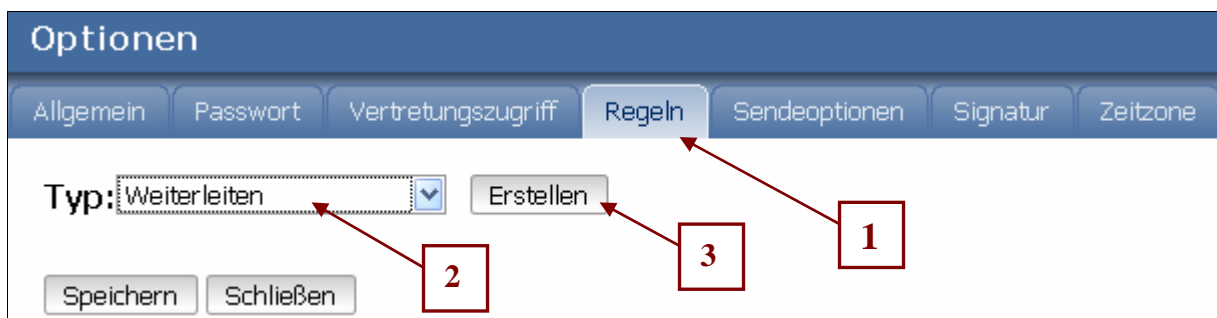 Optionen
Allgemein Passwort Vertretungszugriff Regeln Sendeoptionen Signatur Zeitzone
Typ: Weiterleiten Erstellen
1
2
3
Speichern Schließen